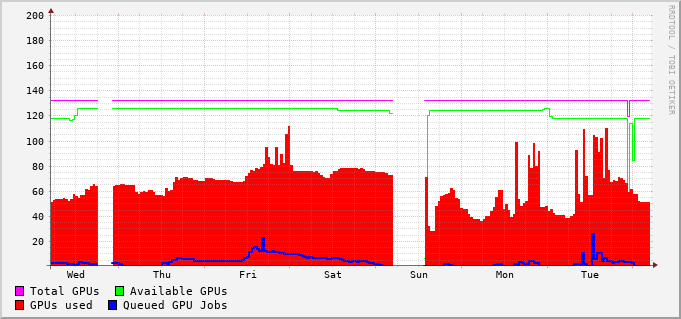 RRDTOOL / TOBI OETIKER
200
180
160
140
120
100
80
60
40
20
Wed Thu Fri Sat Sun Mon Tue
Total GPUs Available GPUs
GPUs used Queued GPU Jobs